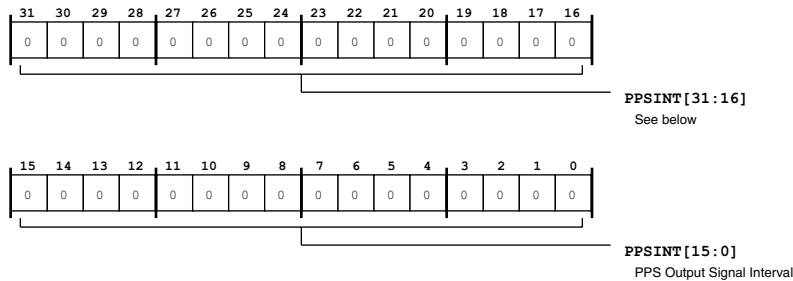 31 30 29 28 27 26 25 24 23 22 21 20 19 18 17 16
0 0 0 0 0 0 0 0 0 0 0 0 0 0 0 0
PPSINT[31:16]
See below
15 14 13 12 11 10 9 8 7 6 5 4 3 2 1 0
0 0 0 0 0 0 0 0 0 0 0 0 0 0 0 0
PPSINT[15:0]
PPS Output Signal Interval